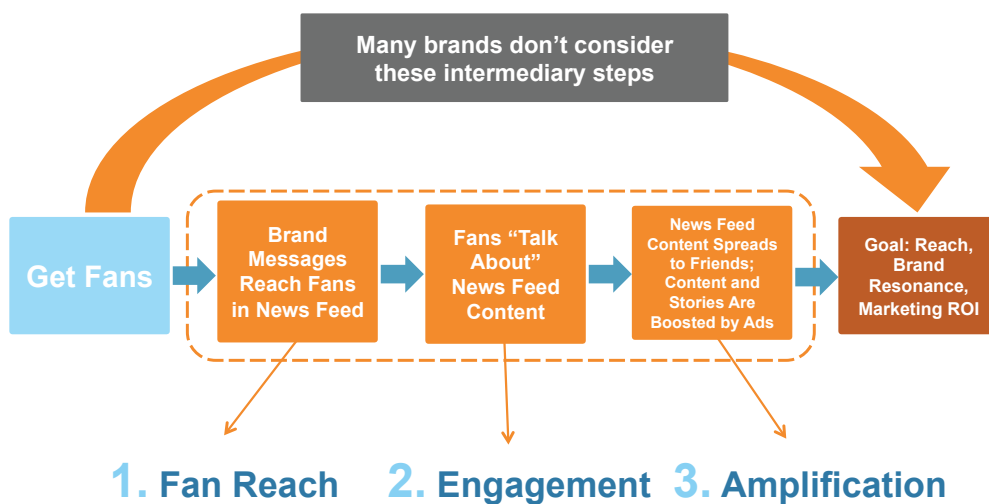 Many brands don’t consider
these intermediary steps
Get Fans
Brand
Messages
Reach Fans
in News Feed
Fans “Talk
About”
News Feed
Content
News Feed
Content Spreads
to Friends;
Content and
Stories Are
Boosted by Ads
Goal: Reach,
Brand
Resonance,
Marketing ROI
1. Fan Reach
2. Engagement
3. Amplification